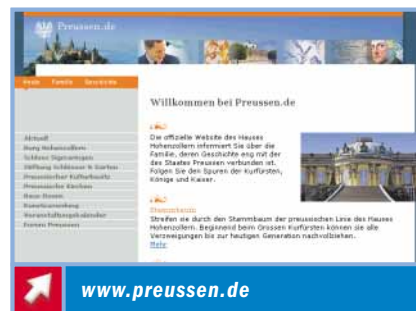 Preussen.de
Home Familie Geschichte
Willkommen bei Preussen.de
Die offizielle Website des Hauses
Hohenzollern informiert Sie über die
Familie, deren Geschichte eng mit der
des Staates Preussen verbunden ist.
Folgen Sie den Spuren der Kurfürsten,
Könige und Kaiser.
Stammbaum
Streifen sie durch den Stammbaum der preussischen Linie des Hauses
Hohenzollern. Beginnend beim Grossen Kurfürsten können sie alle
Verzweigungen bis zur heutigen Generation nachvollziehen.
Mehr
Aktuell
Burg Hohenzollern
Schloss Sigmaringen
Stiftung Schlösser & Gärten
Preussischer Kulturbesitz
Preussische Kirchen
Haus Doorn
Kunstsammlung
Veranstaltungskalender
Forum Preussen
www.preussen.de